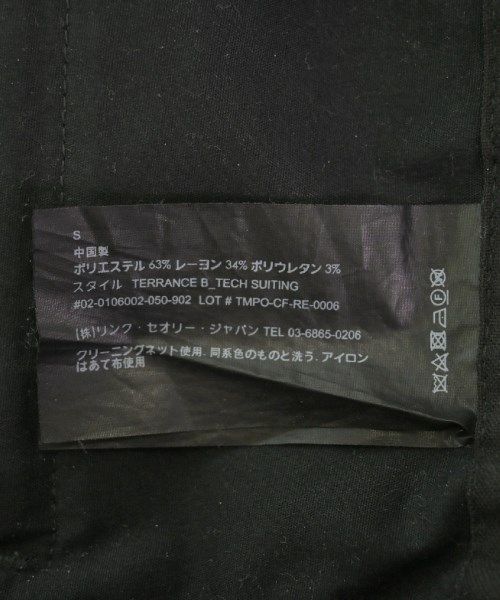 S
中国製
ポリエステル 63% レーヨン 34% ポリウレタン 3%
スタイル TERRANCE B_TECH SUITING
#02-0106002-050-902 LOT # TMPO-CF-RE-0006
(株)リンク・セオリー・ジャパン TEL 03-6865-0206
クリーニングネット使用. 同系色のものと洗う. アイロン
はあて布使用